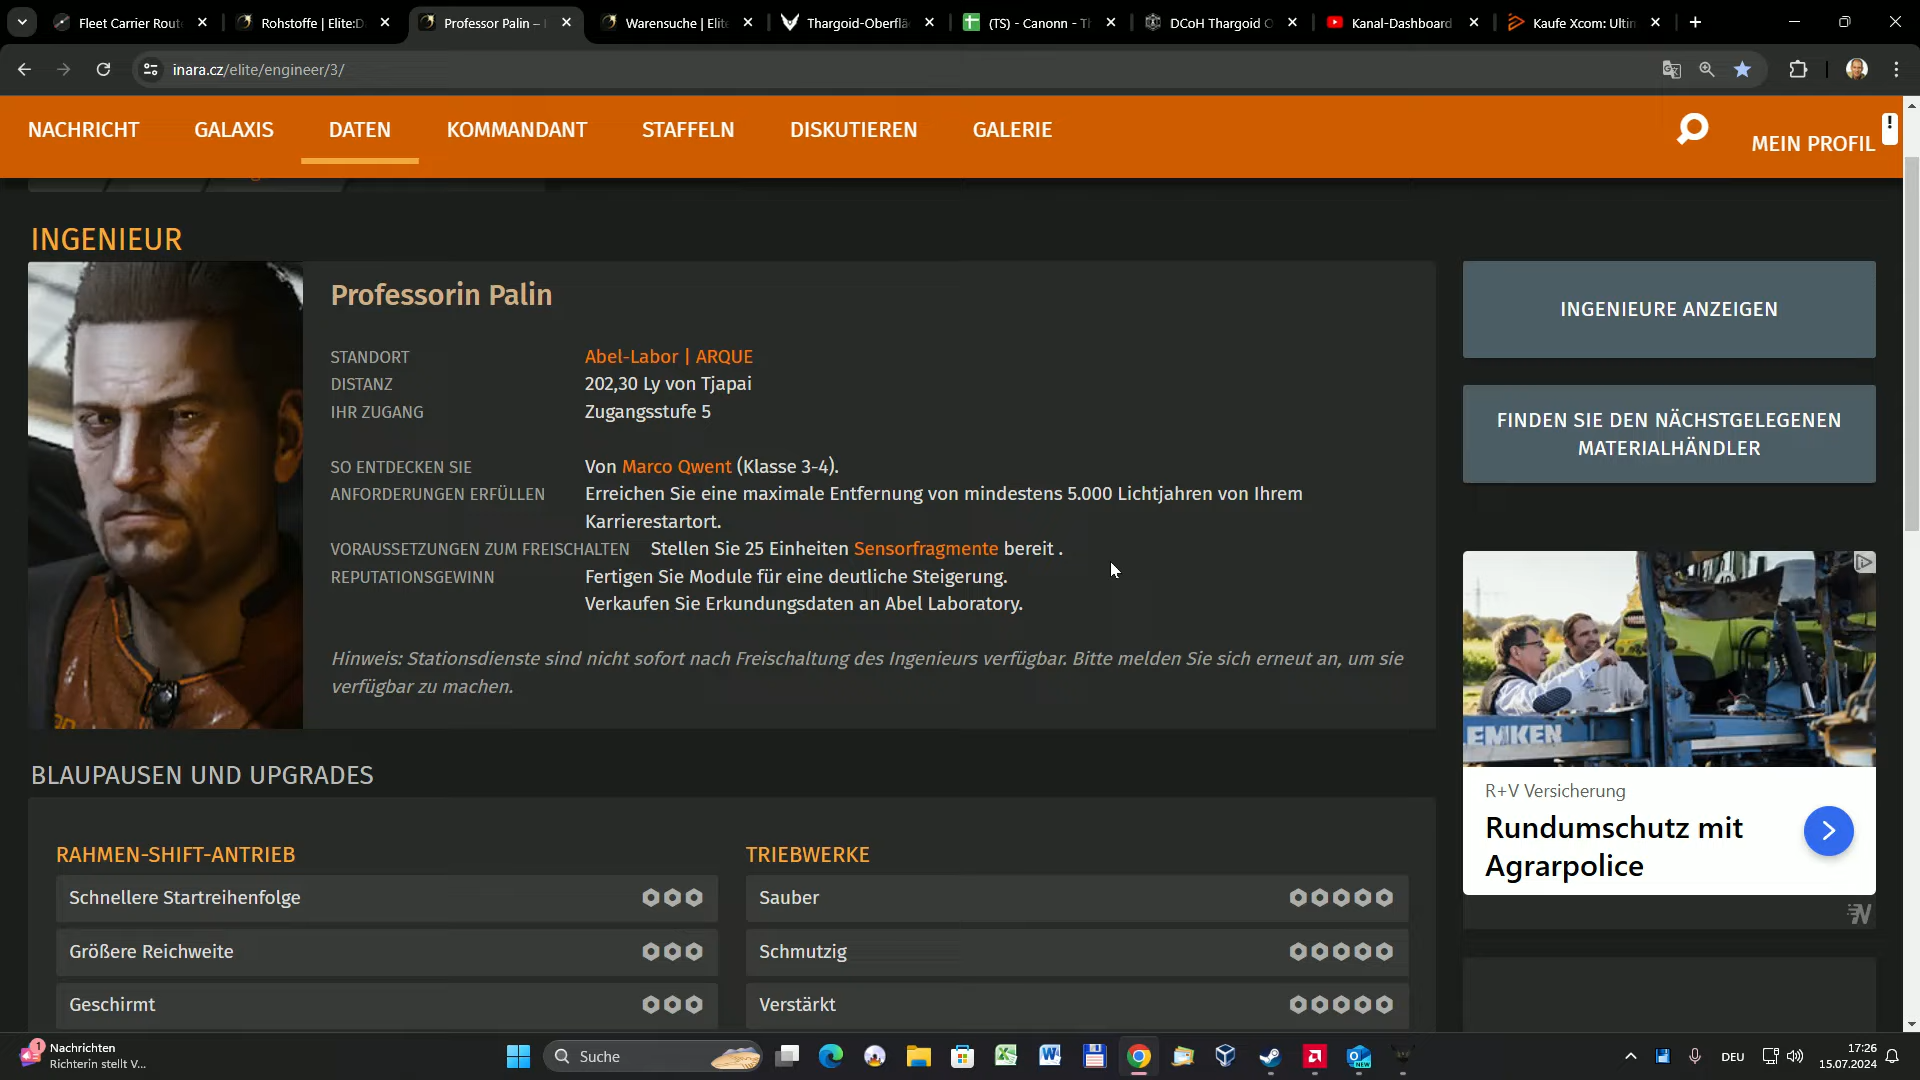 Fleet Carrier Rout
Rohstoffe | Elite:D
Professor Palin –
Warensuche | Elite
Thargoid-Oberflä
(TS) - Canonn - Th
DCoH Thargoid O
Kanal-Dashboard
Kaufe Xcom: Ultim
inara.cz/elite/engineer/3/
NACHRICHT
GALAXIS
DATEN
KOMMANDANT
STAFFELN
DISKUTIEREN
GALERIE
MEIN PROFIL
!
INGENIEUR
Professorin Palin
STANDORT Abel-Labor | ARQUE
DISTANZ 202,30 Ly von Tjapai
IHR ZUGANG Zugangsstufe 5
SO ENTDECKEN SIE Von Marco Qwent (Klasse 3-4).
ANFORDERUNGEN ERFÜLLEN Erreichen Sie eine maximale Entfernung von mindestens 5.000 Lichtjahren von Ihrem
Karrierestartort.
VORAUSSETZUNGEN ZUM FREISCHALTEN Stellen Sie 25 Einheiten Sensorfragmente bereit .
REPUTATIONSGEWINN Fertigen Sie Module für eine deutliche Steigerung.
Verkaufen Sie Erkundungsdaten an Abel Laboratory.
Hinweis: Stationsdienste sind nicht sofort nach Freischaltung des Ingenieurs verfügbar. Bitte melden Sie sich erneut an, um sie
verfügbar zu machen.
INGENIEURE ANZEIGEN
FINDEN SIE DEN NÄCHSTGELEGENEN
MATERIALHÄNDLER
EMKEN
R+V Versicherung
Rundumschutz mit
Agrarpolice
BLAUPAUSEN UND UPGRADES
RAHMEN-SHIFT-ANTRIEB
Schnellere Startreihenfolge
Größere Reichweite
Geschirmt
TRIEBWERKE
Sauber
Schmutzig
Verstärkt
1
Nachrichten
Richterin stellt V...
Suche
NEW
DEU
17:26
15.07.2024